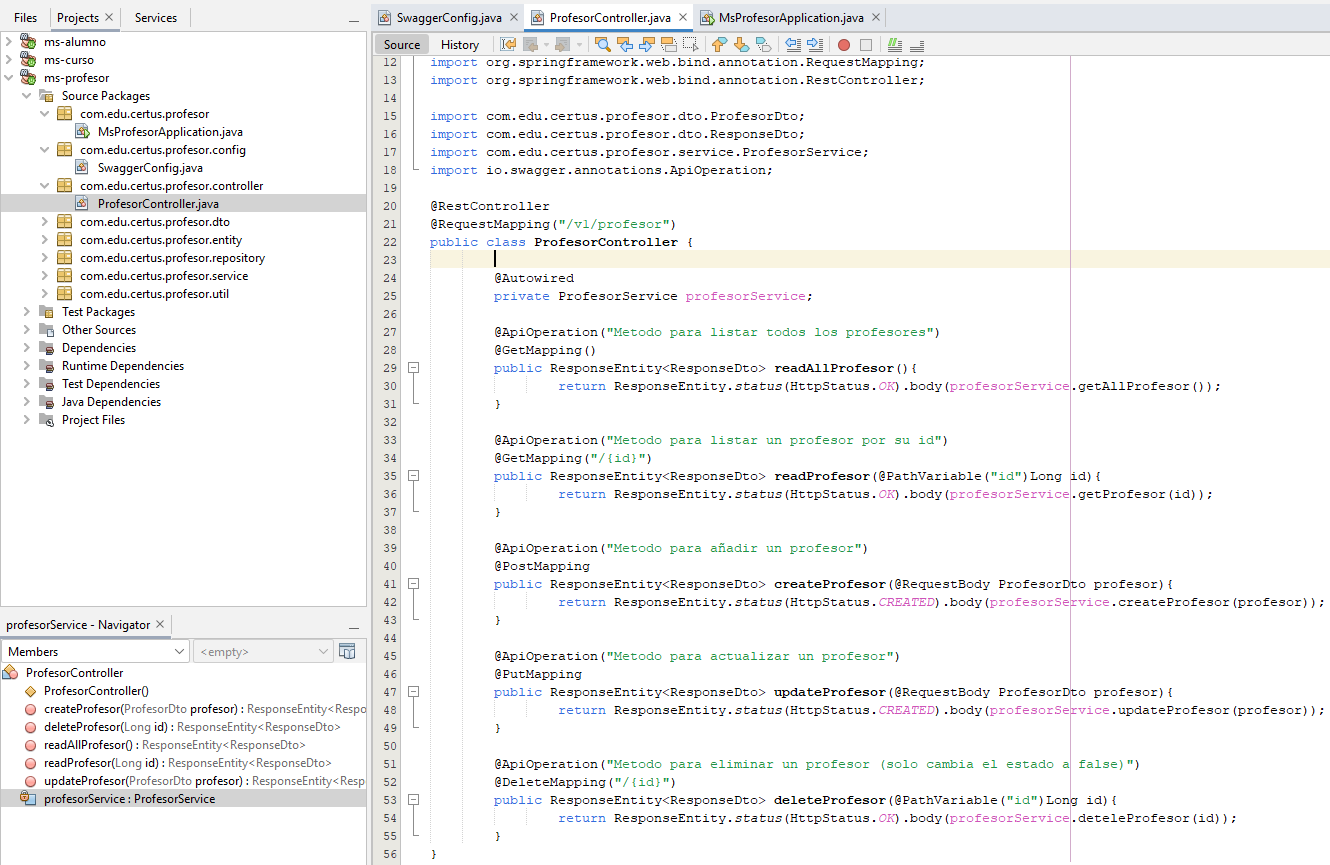 Files Projects Services
ms-alumno
ms-curso
ms-profesor
Source Packages
com.edu.certus.profesor
MsProfesorApplication.java
com.edu.certus.profesor.config
SwaggerConfig.java
com.edu.certus.profesor.controller
ProfesorController.java
com.edu.certus.profesor.dto
com.edu.certus.profesor.entity
com.edu.certus.profesor.repository
com.edu.certus.profesor.service
com.edu.certus.profesor.util
Test Packages
Other Sources
Dependencies
Runtime Dependencies
Test Dependencies
Java Dependencies
Project Files
profesorService - Navigator
Members <empty>
ProfesorController
ProfesorController()
createProfesor(ProfesorDto profesor) : ResponseEntity<Respo
deleteProfesor(Long id) : ResponseEntity<ResponseDto>
readAllProfesor() : ResponseEntity<ResponseDto>
readProfesor(Long id) : ResponseEntity<ResponseDto>
updateProfesor(ProfesorDto profesor) : ResponseEntity<Resp
profesorService : ProfesorService
SwaggerConfig.java ProfesorController.java MsProfesorApplication.java
Source History
12 import org.springframework.web.bind.annotation.RequestMapping;
13 import org.springframework.web.bind.annotation.RestController;
14
15 import com.edu.certus.profesor.dto.ProfesorDto;
16 import com.edu.certus.profesor.dto.ResponseDto;
17 import com.edu.certus.profesor.service.ProfesorService;
18 import io.swagger.annotations.ApiOperation;
19
20 @RestController
21 @RequestMapping("/v1/profesor")
22 public class ProfesorController {
23
24 @Autowired
25 private ProfesorService profesorService;
26
27 @ApiOperation("Metodo para listar todos los profesores")
28 @GetMapping()
29 public ResponseEntity<ResponseDto> readAllProfesor(){
30 return ResponseEntity.status(HttpStatus.OK).body(profesorService.getAllProfesor());
31 }
32
33 @ApiOperation("Metodo para listar un profesor por su id")
34 @GetMapping("/{id}")
35 public ResponseEntity<ResponseDto> readProfesor(@PathVariable("id")Long id){
36 return ResponseEntity.status(HttpStatus.OK).body(profesorService.getProfesor(id));
37 }
38
39 @ApiOperation("Metodo para añadir un profesor")
40 @PostMapping
41 public ResponseEntity<ResponseDto> createProfesor(@RequestBody ProfesorDto profesor){
42 return ResponseEntity.status(HttpStatus.CREATED).body(profesorService.createProfesor(profesor));
43 }
44
45 @ApiOperation("Metodo para actualizar un profesor")
46 @PutMapping
47 public ResponseEntity<ResponseDto> updateProfesor(@RequestBody ProfesorDto profesor){
48 return ResponseEntity.status(HttpStatus.CREATED).body(profesorService.updateProfesor(profesor));
49 }
50
51 @ApiOperation("Metodo para eliminar un profesor (solo cambia el estado a false)")
52 @DeleteMapping("/{id}")
53 public ResponseEntity<ResponseDto> deleteProfesor(@PathVariable("id")Long id){
54 return ResponseEntity.status(HttpStatus.OK).body(profesorService.deteleProfesor(id));
55 }
56 }